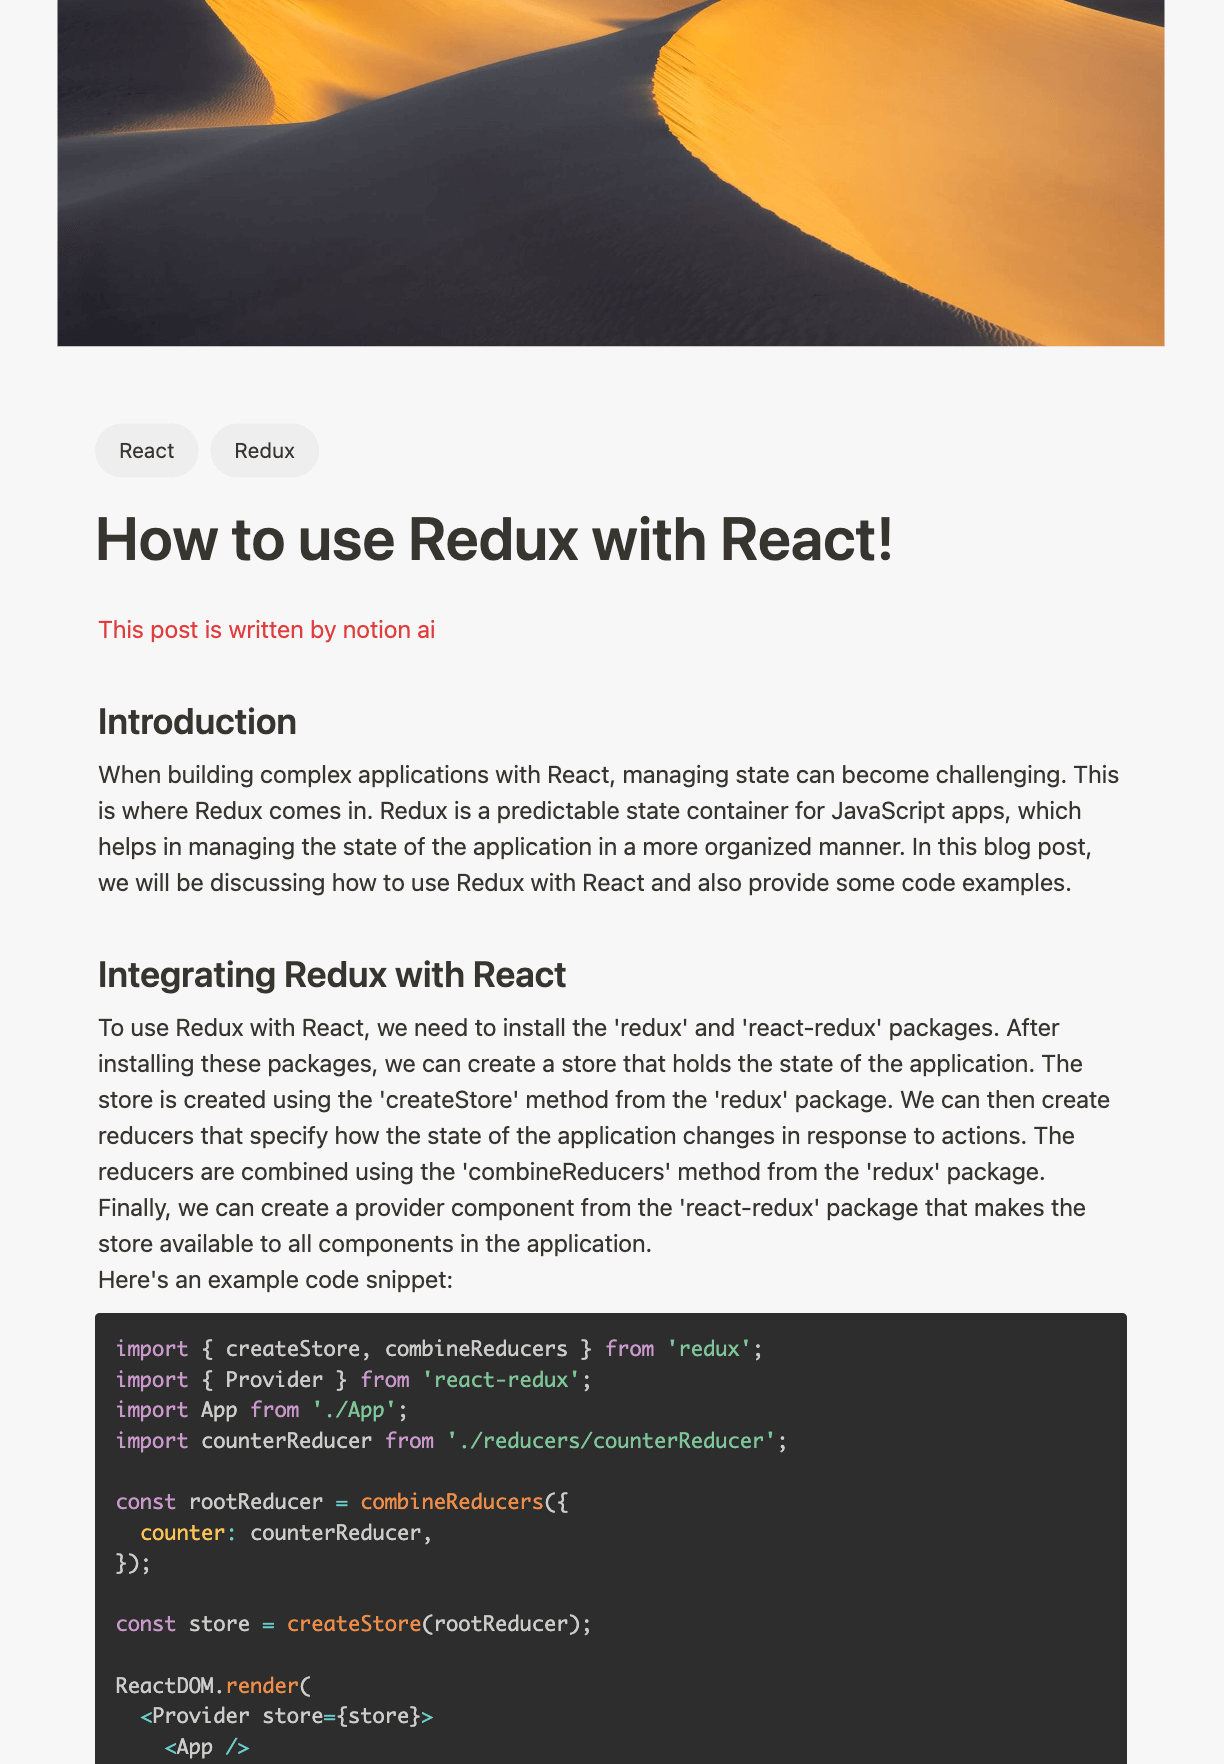 React
Redux
How to use Redux with React!
This post is written by notion ai
Introduction
When building complex applications with React, managing state can become challenging. This
is where Redux comes in. Redux is a predictable state container for JavaScript apps, which
helps in managing the state of the application in a more organized manner. In this blog post,
we will be discussing how to use Redux with React and also provide some code examples.
Integrating Redux with React
To use Redux with React, we need to install the 'redux' and 'react-redux' packages. After
installing these packages, we can create a store that holds the state of the application. The
store is created using the 'createStore' method from the 'redux' package. We can then create
reducers that specify how the state of the application changes in response to actions. The
reducers are combined using the 'combineReducers' method from the 'redux' package.
Finally, we can create a provider component from the 'react-redux' package that makes the
store available to all components in the application.
Here's an example code snippet:
import { createStore, combineReducers } from 'redux';
import { Provider } from 'react-redux';
import App from './App';
import counterReducer from './reducers/counterReducer';
const rootReducer = combineReducers({
  counter: counterReducer,
});
const store = createStore(rootReducer);
ReactDOM.render(
  <Provider store={store}>
    <App />